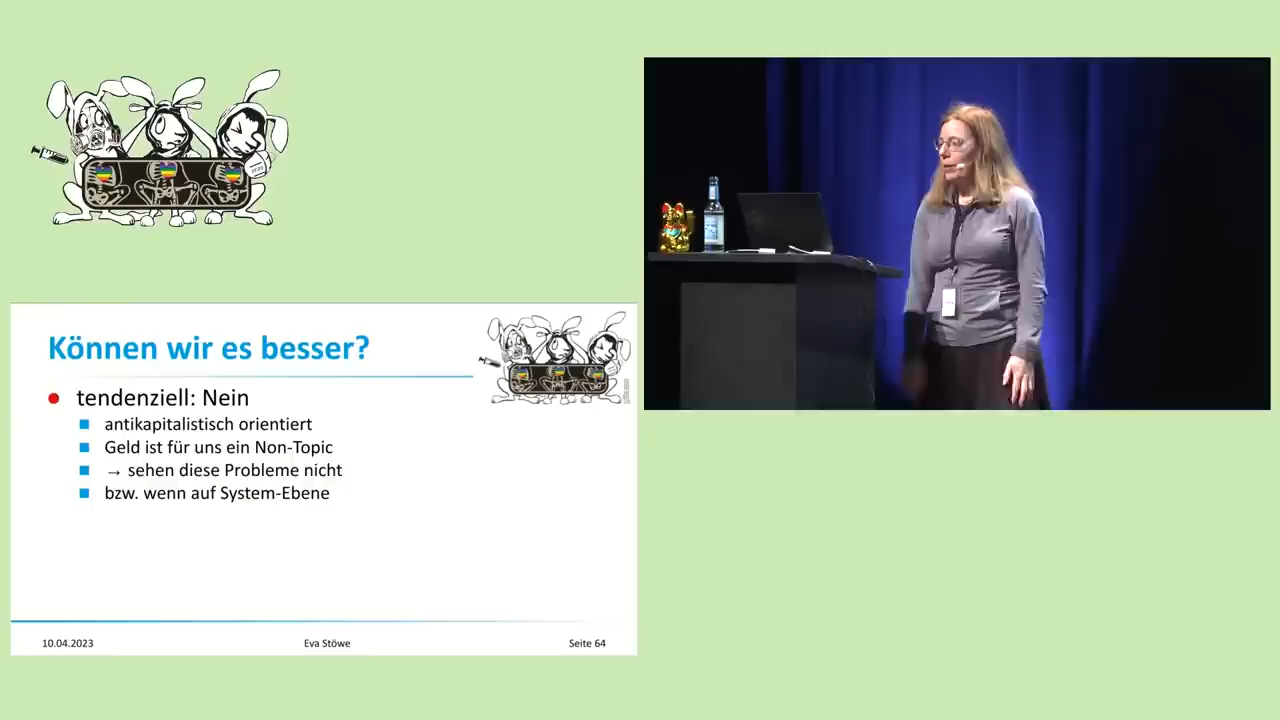 Können wir es besser?
tendenziell: Nein
antikapitalistisch orientiert
Geld ist für uns ein Non-Topic
→ sehen diese Probleme nicht
bzw. wenn auf System-Ebene
10.04.2023
Eva Stöwe
Seite 64